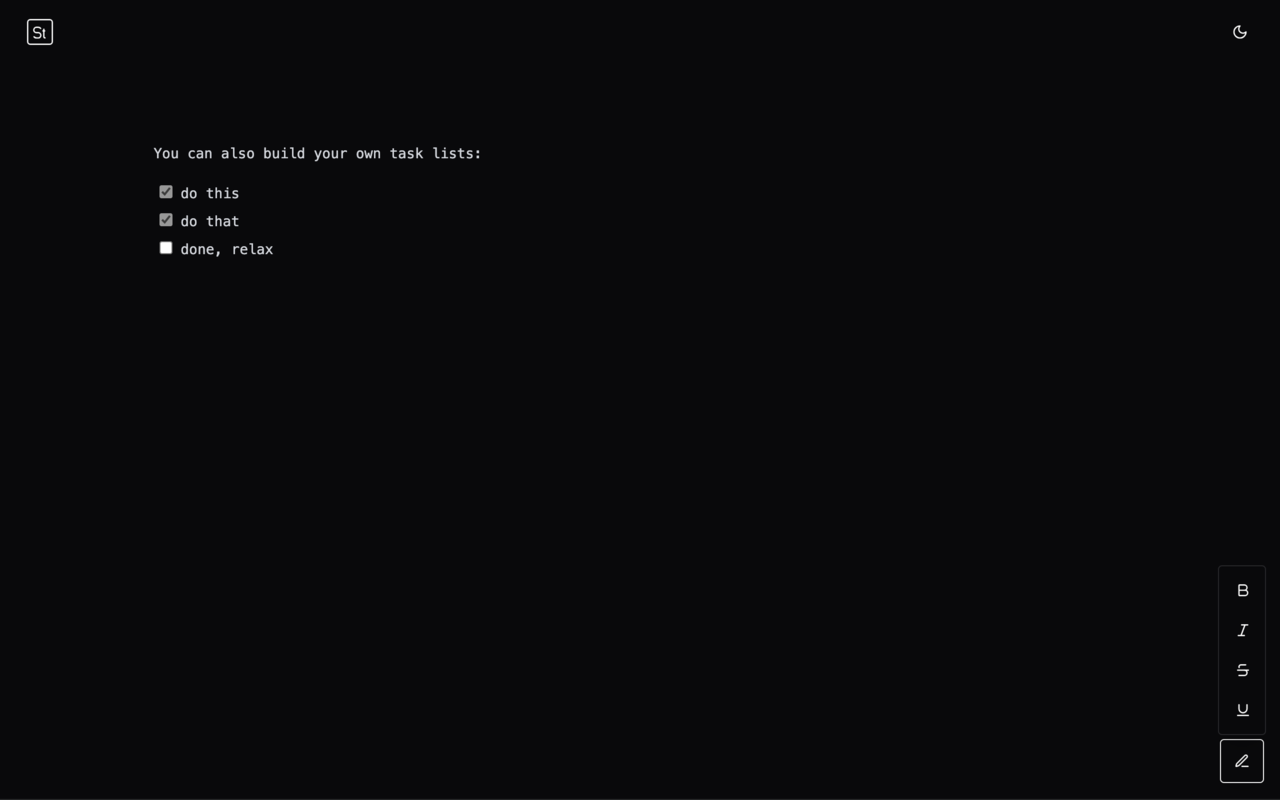 St
You can also build your own task lists:
do this
do that
done, relax
B
I
S
U